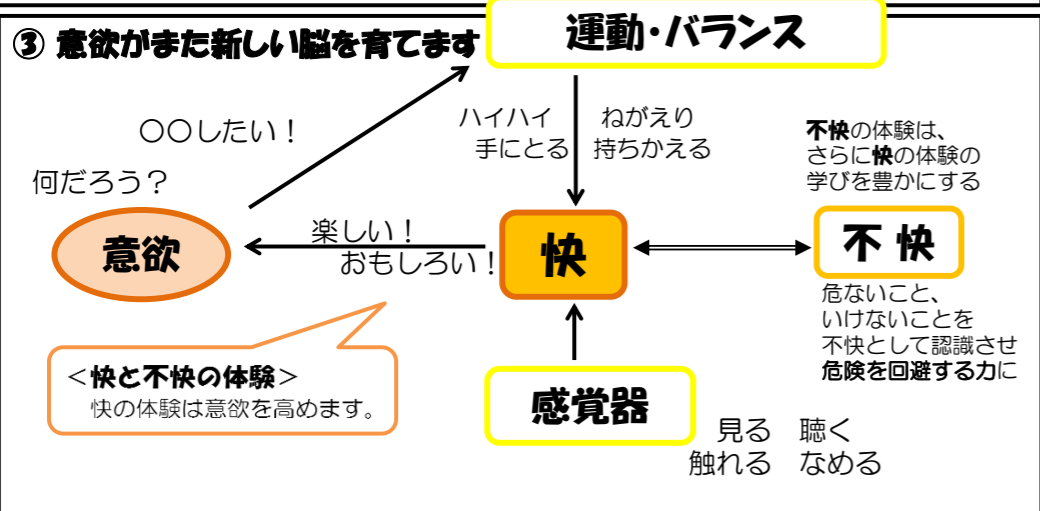 ③ 意欲がまた新しい脳を育てます
運動・バランス
〇〇したい！
何だろう？
ハイハイ ねがえり
手にとる 持ちかえる
不快の体験は、
さらに快の体験の
学びを豊かにする
意欲
楽しい！
おもしろい！
快
不快
危ないこと、
いけないことを
不快として認識させ
危険を回避する力に
＜快と不快の体験＞
快の体験は意欲を高めます。
感覚器
見る 聴く
触れる なめる